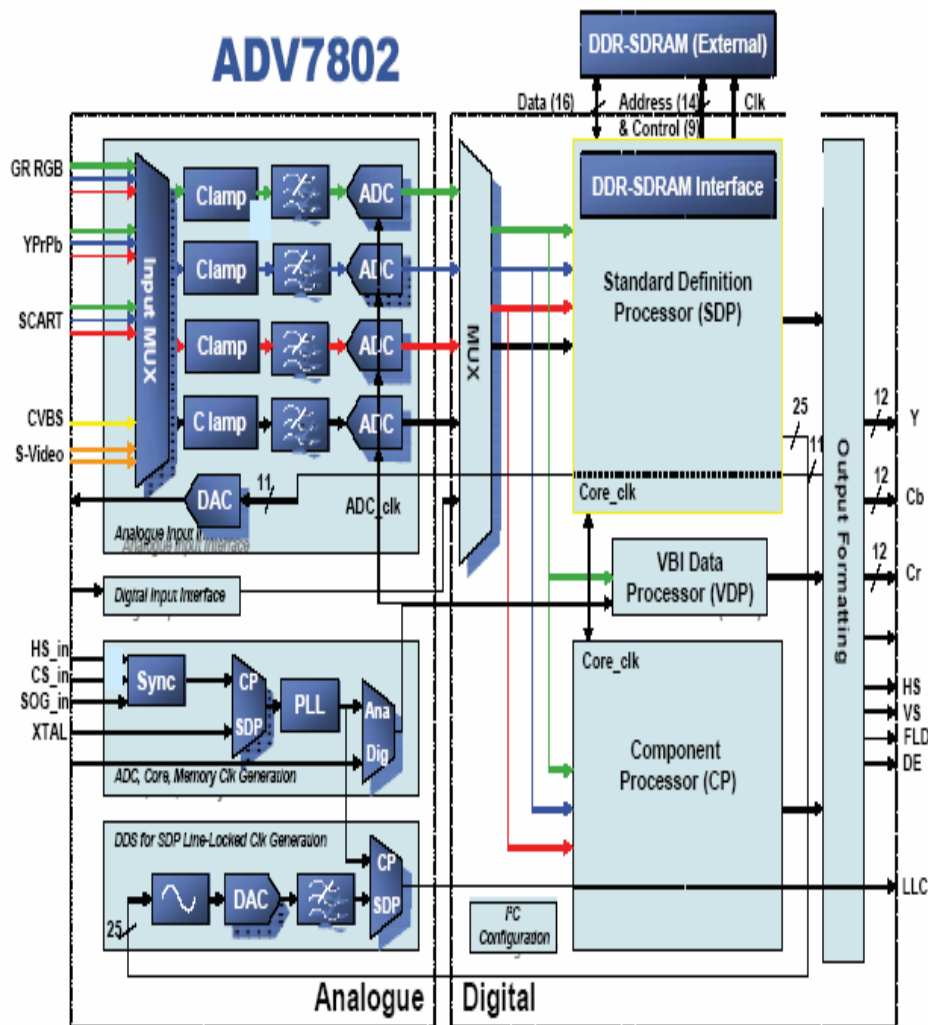 ADV7802
DDR-SDRAM (External)
Data (16)
Address (14)
& Control (9)
Clk
GR RGB
YPrPb
SCART
CVBS
S-Video
Input MUX
Clamp
ADC
Clamp
ADC
Clamp
ADC
Clamp
ADC
DAC
11
ADC_clk
Analogue Input Interface
MUX
DDR-SDRAM Interface
Standard Definition
Processor (SDP)
Core_clk
25
11
Output Formatting
12
Y
12
Cb
12
Cr
HS
VS
FLD
DE
LLC
Digital Input Interface
VBI Data
Processor (VDP)
HS_in
CS_in
SOG_in
XTAL
Sync
CP
SDP
PLL
Ana
Dig
ADC, Core, Memory Clk Generation
Core_clk
Component
Processor (CP)
DDS for SDP Line-Locked Clk Generation
25
DAC
CP
SDP
I²C
Configuration
Analogue
Digital